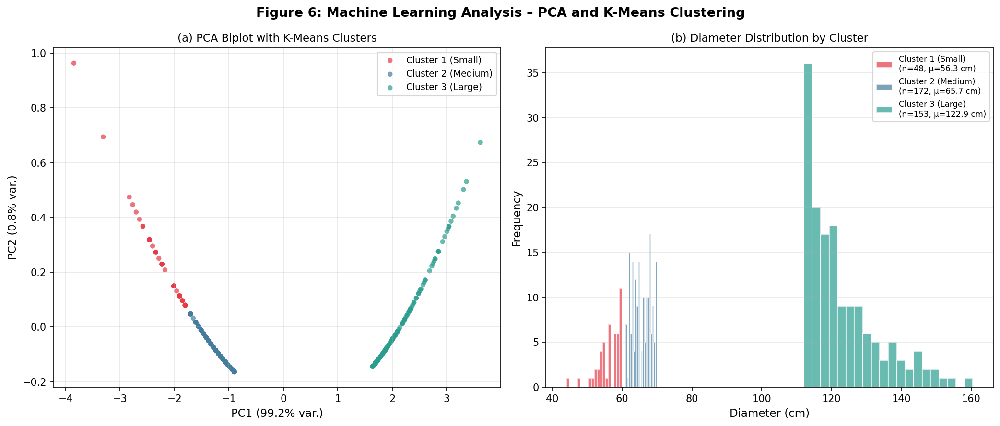 Figure 6: Machine Learning Analysis – PCA and K-Means Clustering
(a) PCA Biplot with K-Means Clusters
Cluster 1 (Small)
Cluster 2 (Medium)
Cluster 3 (Large)
1.0
0.8
0.6
0.4
0.2
0.0
−0.2
PC2 (0.8% var.)
−4
−3
−2
−1
0
1
2
3
PC1 (99.2% var.)
(b) Diameter Distribution by Cluster
Cluster 1 (Small)
(n=48, μ=56.3 cm)
Cluster 2 (Medium)
(n=172, μ=65.7 cm)
Cluster 3 (Large)
(n=153, μ=122.9 cm)
35
30
25
20
15
10
5
0
Frequency
40
60
80
100
120
140
160
Diameter (cm)